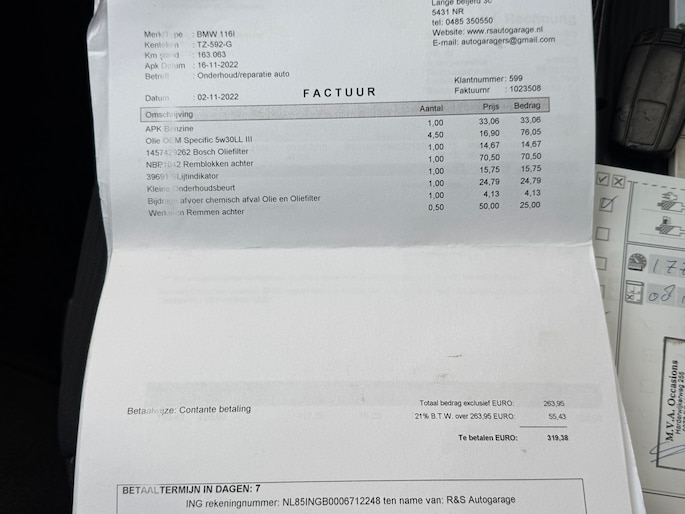 Lange beijerd 30
5431 NR
tel: 0485 350550
Website: www.rsautogarage.nl
E-mail: autogaragers@gmail.com
Merk/Type : BMW 116I
Kenteken : TZ-592-G
Km stand : 163.063
Apk Datum : 16-11-2022
Betreft : Onderhoud/reparatie auto
Klantnummer : 599
Datum : 02-11-2022
FACTUUR
Faktuurnr : 1023508
Omschrijving Aantal Prijs Bedrag
APK Benzine 1,00 33,06 33,06
Olie OEM Specific 5w30LL III 4,50 16,90 76,05
Bosch Oliefilter 1,00 14,67 14,67
Remblokken achter 1,00 70,50 70,50
Slijtindikator 1,00 15,75 15,75
Kleine Onderhoudsbeurt 1,00 24,79 24,79
Bijdrage afvoer chemisch afval Olie en Oliefilter 1,00 4,13 4,13
Werkuren Remmen achter 0,50 50,00 25,00
Betaalwijze: Contante betaling
Totaal bedrag exclusief EURO: 263,95
21% B.T.W. over 263,95 EURO: 55,43
Te betalen EURO: 319,38
BETAALTERMIJN IN DAGEN: 7
ING rekeningnummer: NL85INGB0006712248 ten name van: R&S Autogarage
177
M.V.A. Occasions